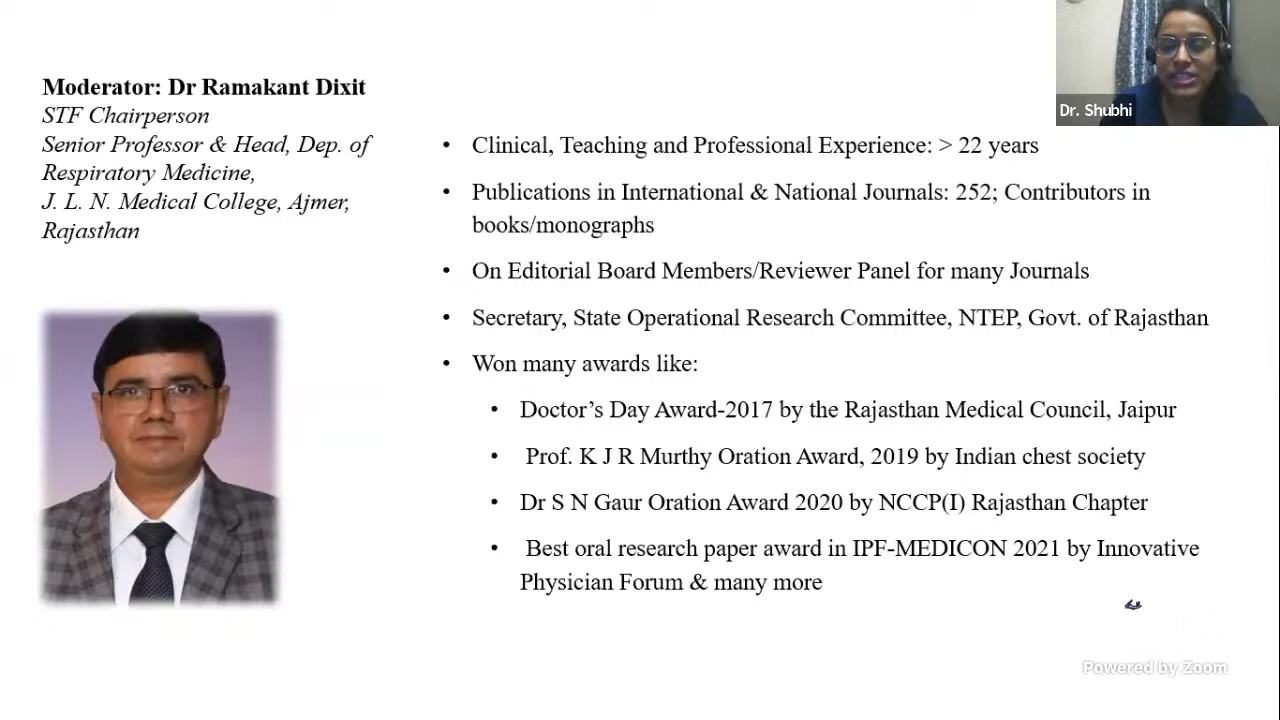 Moderator: Dr Ramakant Dixit
STF Chairperson
Senior Professor & Head, Dep. of
Respiratory Medicine,
J. L. N. Medical College, Ajmer,
Rajasthan
• Clinical, Teaching and Professional Experience: > 22 years
• Publications in International & National Journals: 252; Contributors in
books/monographs
• On Editorial Board Members/Reviewer Panel for many Journals
• Secretary, State Operational Research Committee, NTEP, Govt. of Rajasthan
• Won many awards like:
• Doctor’s Day Award-2017 by the Rajasthan Medical Council, Jaipur
• Prof. K J R Murthy Oration Award, 2019 by Indian chest society
• Dr S N Gaur Oration Award 2020 by NCCP(I) Rajasthan Chapter
• Best oral research paper award in IPF-MEDICON 2021 by Innovative
Physician Forum & many more
Dr. Shubhi
Powered by Zoom